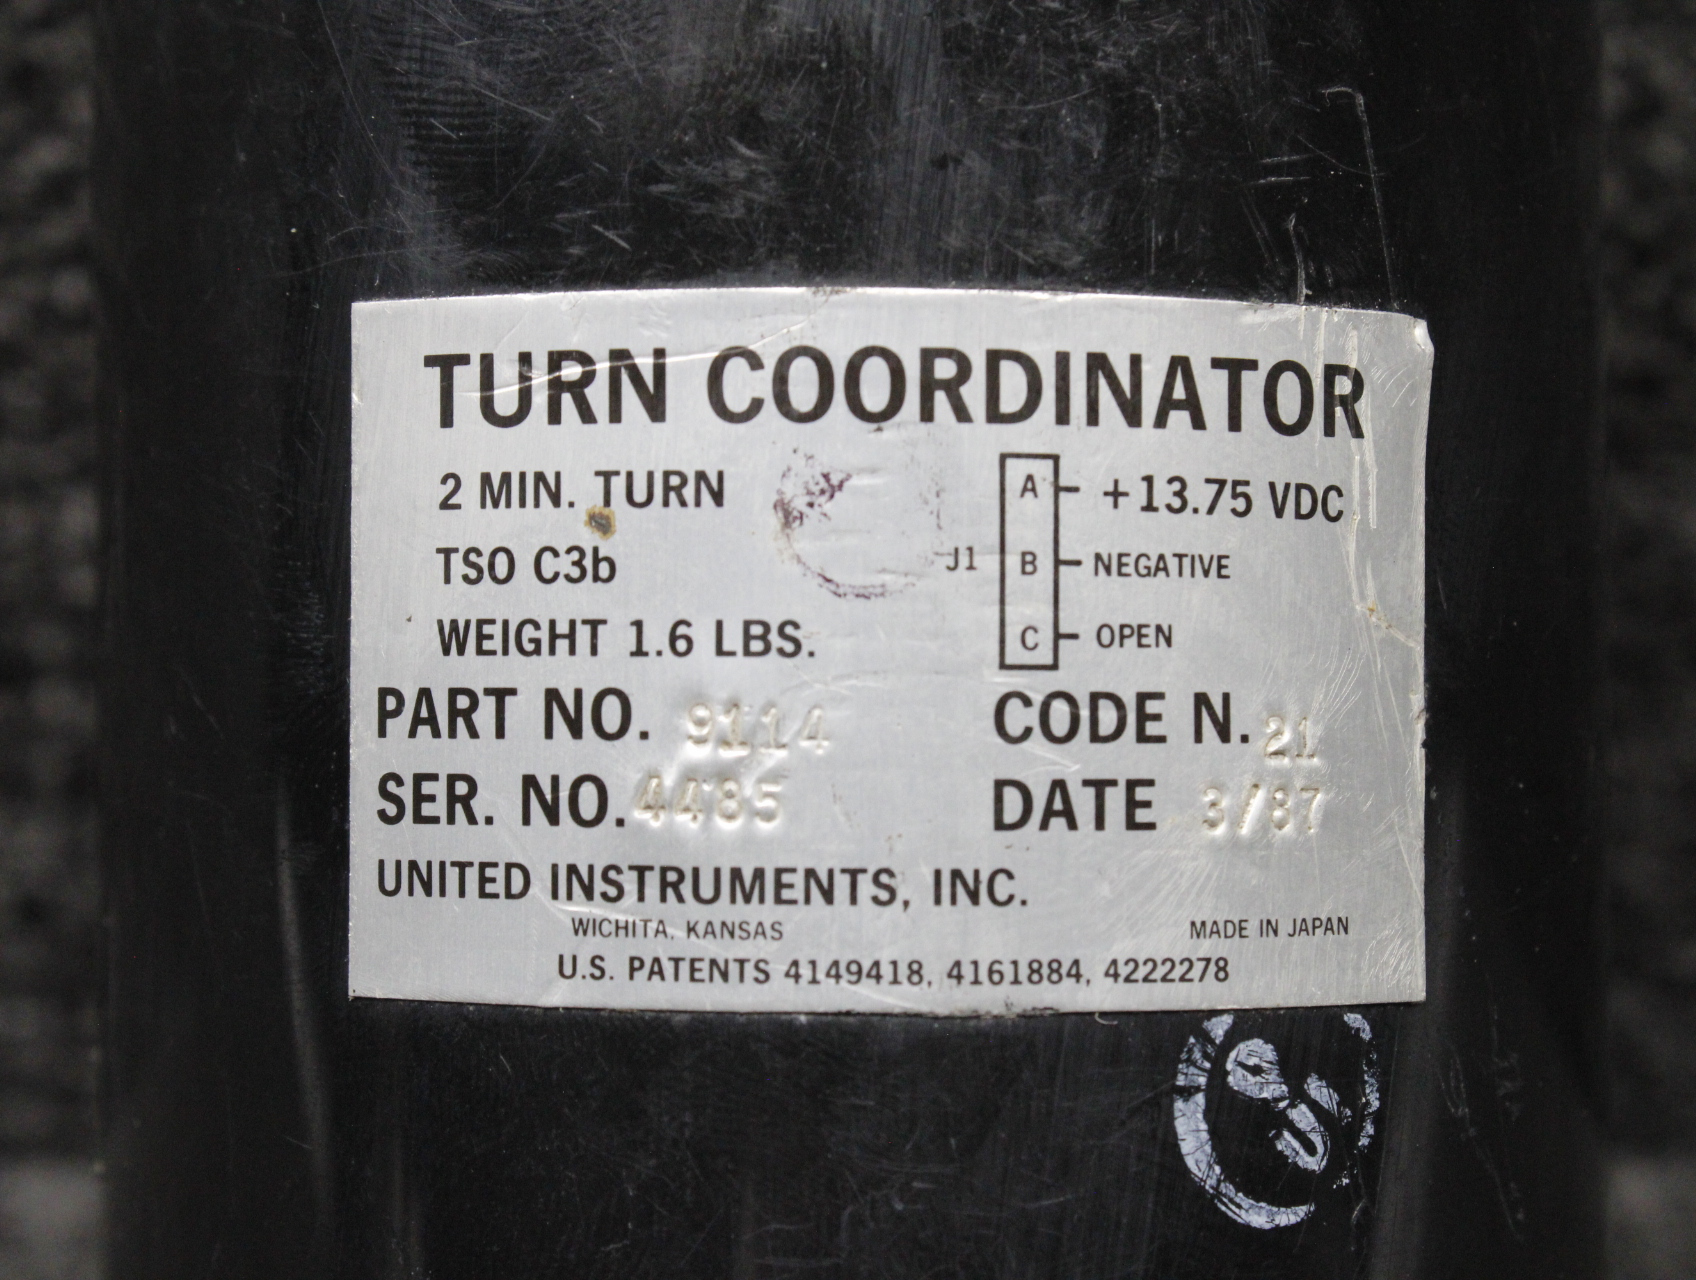 TURN COORDINATOR
2 MIN. TURN
TSO C3b
WEIGHT 1.6 LBS.
J1
A +13.75 VDC
B NEGATIVE
C OPEN
PART NO. 9114 CODE N. 21
SER. NO. 4485 DATE 3/87
UNITED INSTRUMENTS, INC.
WICHITA, KANSAS MADE IN JAPAN
U.S. PATENTS 4149418, 4161884, 4222278